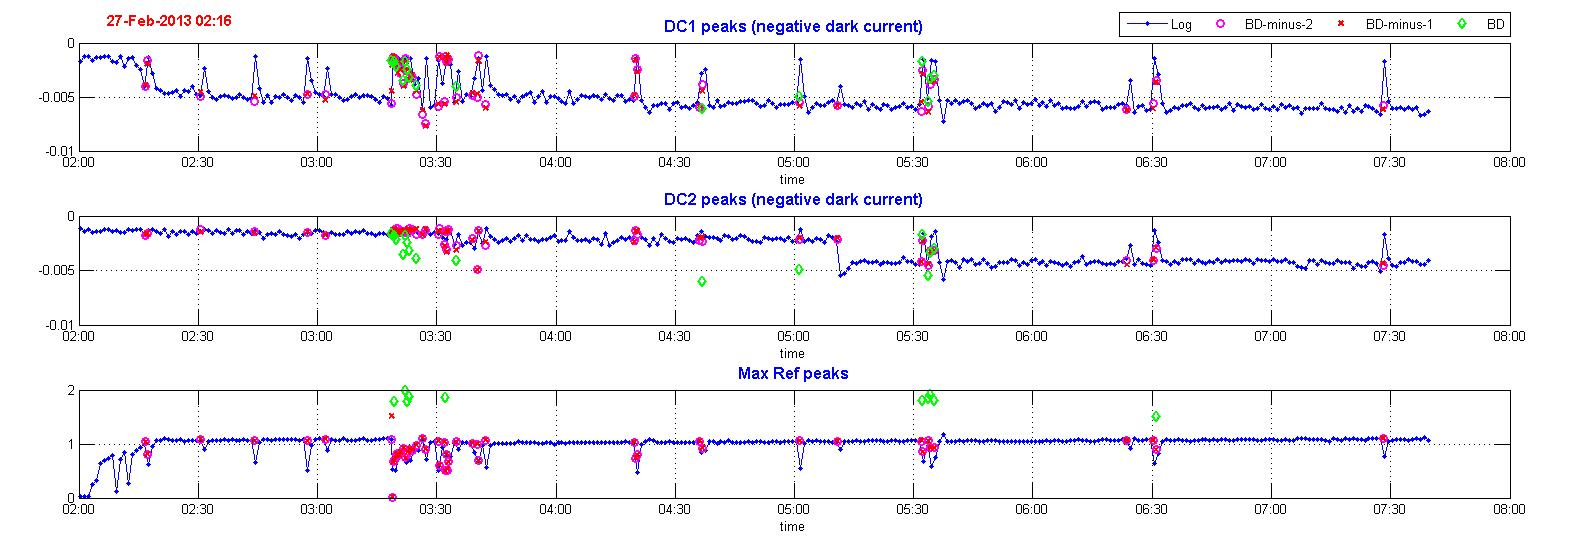 27-Feb-2013 02:16
DC1 peaks (negative dark current)
Log BD-minus-2 BD-minus-1 BD
0
-0.005
-0.01
02:00 02:30 03:00 03:30 04:00 04:30 05:00 05:30 06:00 06:30 07:00 07:30 08:00
time
DC2 peaks (negative dark current)
0
-0.005
-0.01
02:00 02:30 03:00 03:30 04:00 04:30 05:00 05:30 06:00 06:30 07:00 07:30 08:00
time
Max Ref peaks
2
1
0
02:00 02:30 03:00 03:30 04:00 04:30 05:00 05:30 06:00 06:30 07:00 07:30 08:00
time